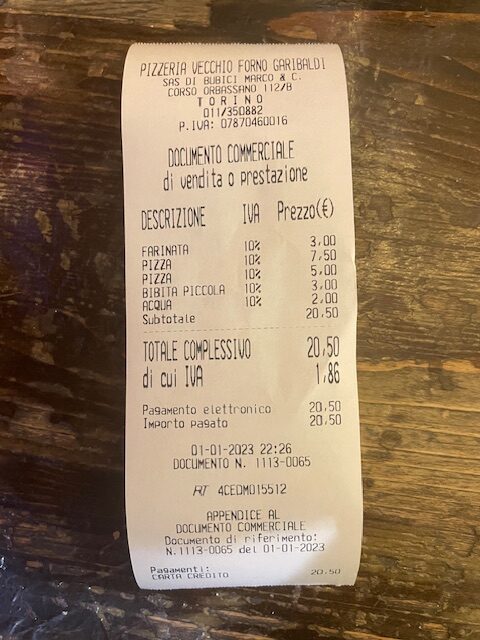 PIZZERIA VECCHIO FORNO GARIBALDI
SAS DI BUBICI MARCO & C.
CORSO ORBASSANO 112/B
TORINO
011/350882
P.IVA: 07870460016
DOCUMENTO COMMERCIALE
di vendita o prestazione
DESCRIZIONE IVA Prezzo(€)
FARINATA 10% 3,00
PIZZA 10% 7,50
PIZZA 10% 5,00
BIBITA PICCOLA 10% 3,00
ACQUA 10% 2,00
Subtotale 20,50
TOTALE COMPLESSIVO 20,50
di cui IVA 1,86
Pagamento elettronico 20,50
Importo pagato 20,50
01-01-2023 22:26
DOCUMENTO N. 1113-0065
RT 4CEDM015512
APPENDICE AL
DOCUMENTO COMMERCIALE
Documento di riferimento:
N.1113-0065 del 01-01-2023
Pagamenti:
CARTA CREDITO 20,50